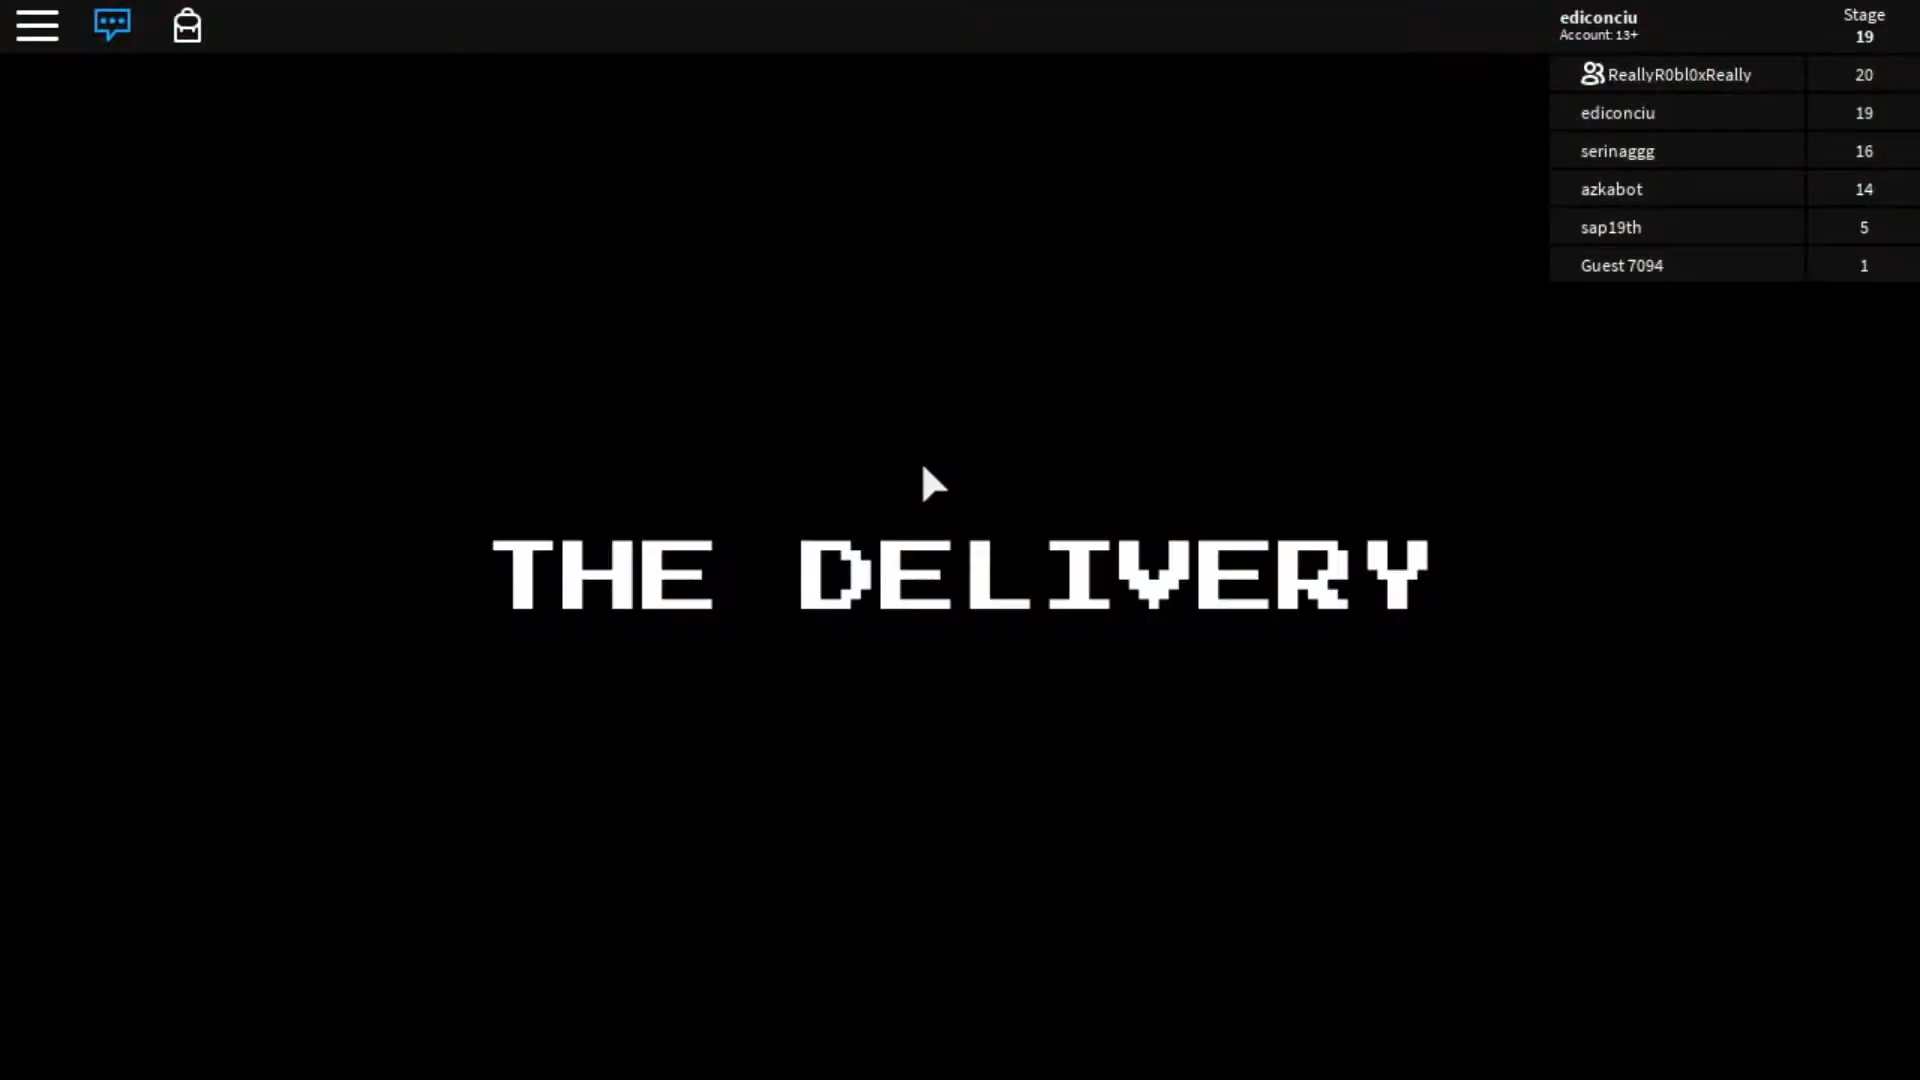 ediconciu
Account: 13+
Stage
19
ReallyR0bl0xReally 20
ediconciu 19
serinaggg 16
azkabot 14
sap19th 5
Guest 7094 1
THE DELIVERY